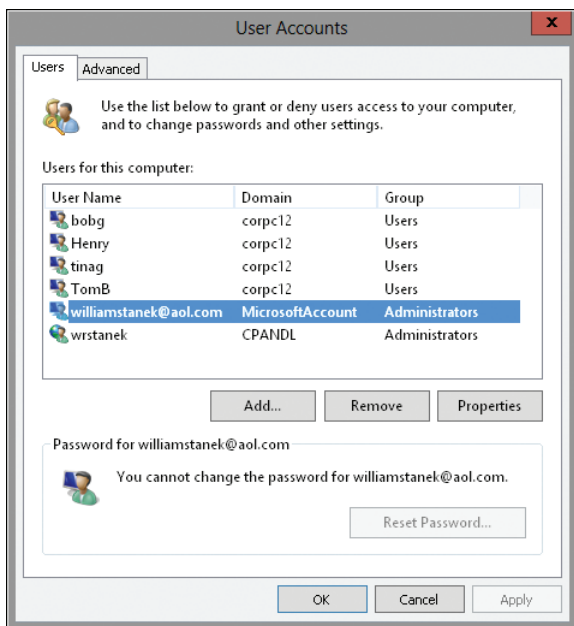 User Accounts
x
Users Advanced
Use the list below to grant or deny users access to your computer,
and to change passwords and other settings.
Users for this computer:
User Name Domain Group
bobg corpc12 Users
Henry corpc12 Users
tinag corpc12 Users
TomB corpc12 Users
williamstanek@aol.com MicrosoftAccount Administrators
wrstanek CPANDL Administrators
Add... Remove Properties
Password for williamstanek@aol.com
You cannot change the password for williamstanek@aol.com.
Reset Password...
OK Cancel Apply